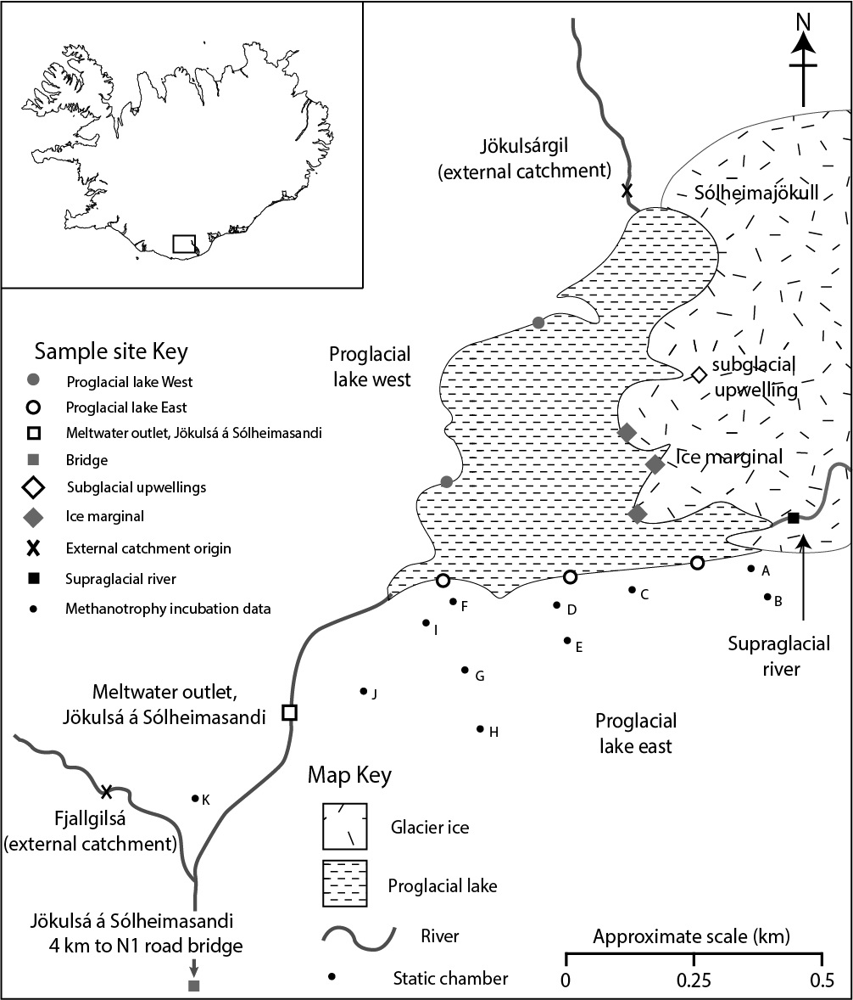 N
Jökulsárgil
(external catchment)
Sólheimajökull
Proglacial
lake west
subglacial
upwelling
Ice marginal
Sample site Key
Proglacial lake West
Proglacial lake East
Meltwater outlet, Jökulsá á Sólheimasandi
Bridge
Subglacial upwellings
Ice marginal
External catchment origin
Supraglacial river
Methanotrophy incubation data
A
B
C
D
E
F
I
G
J
H
K
Supraglacial
river
Meltwater outlet,
Jökulsá á Sólheimasandi
Proglacial
lake east
Fjallgilsá
(external catchment)
Jökulsá á Sólheimasandi
4 km to N1 road bridge
Map Key
Glacier ice
Proglacial lake
River
Static chamber
Approximate scale (km)
0 0.25 0.5